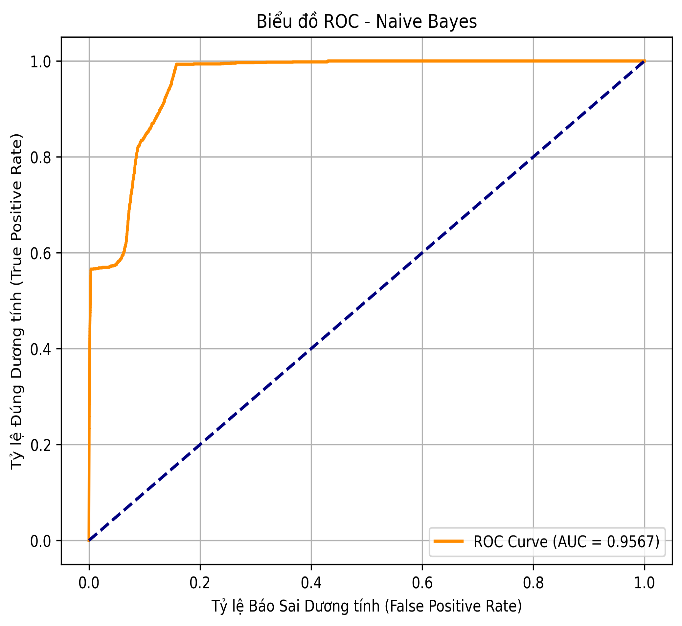 Biểu đồ ROC - Naive Bayes
1.0
0.8
0.6
0.4
0.2
0.0
Tỷ lệ Đúng Dương tính (True Positive Rate)
0.0 0.2 0.4 0.6 0.8 1.0
Tỷ lệ Báo Sai Dương tính (False Positive Rate)
ROC Curve (AUC = 0.9567)